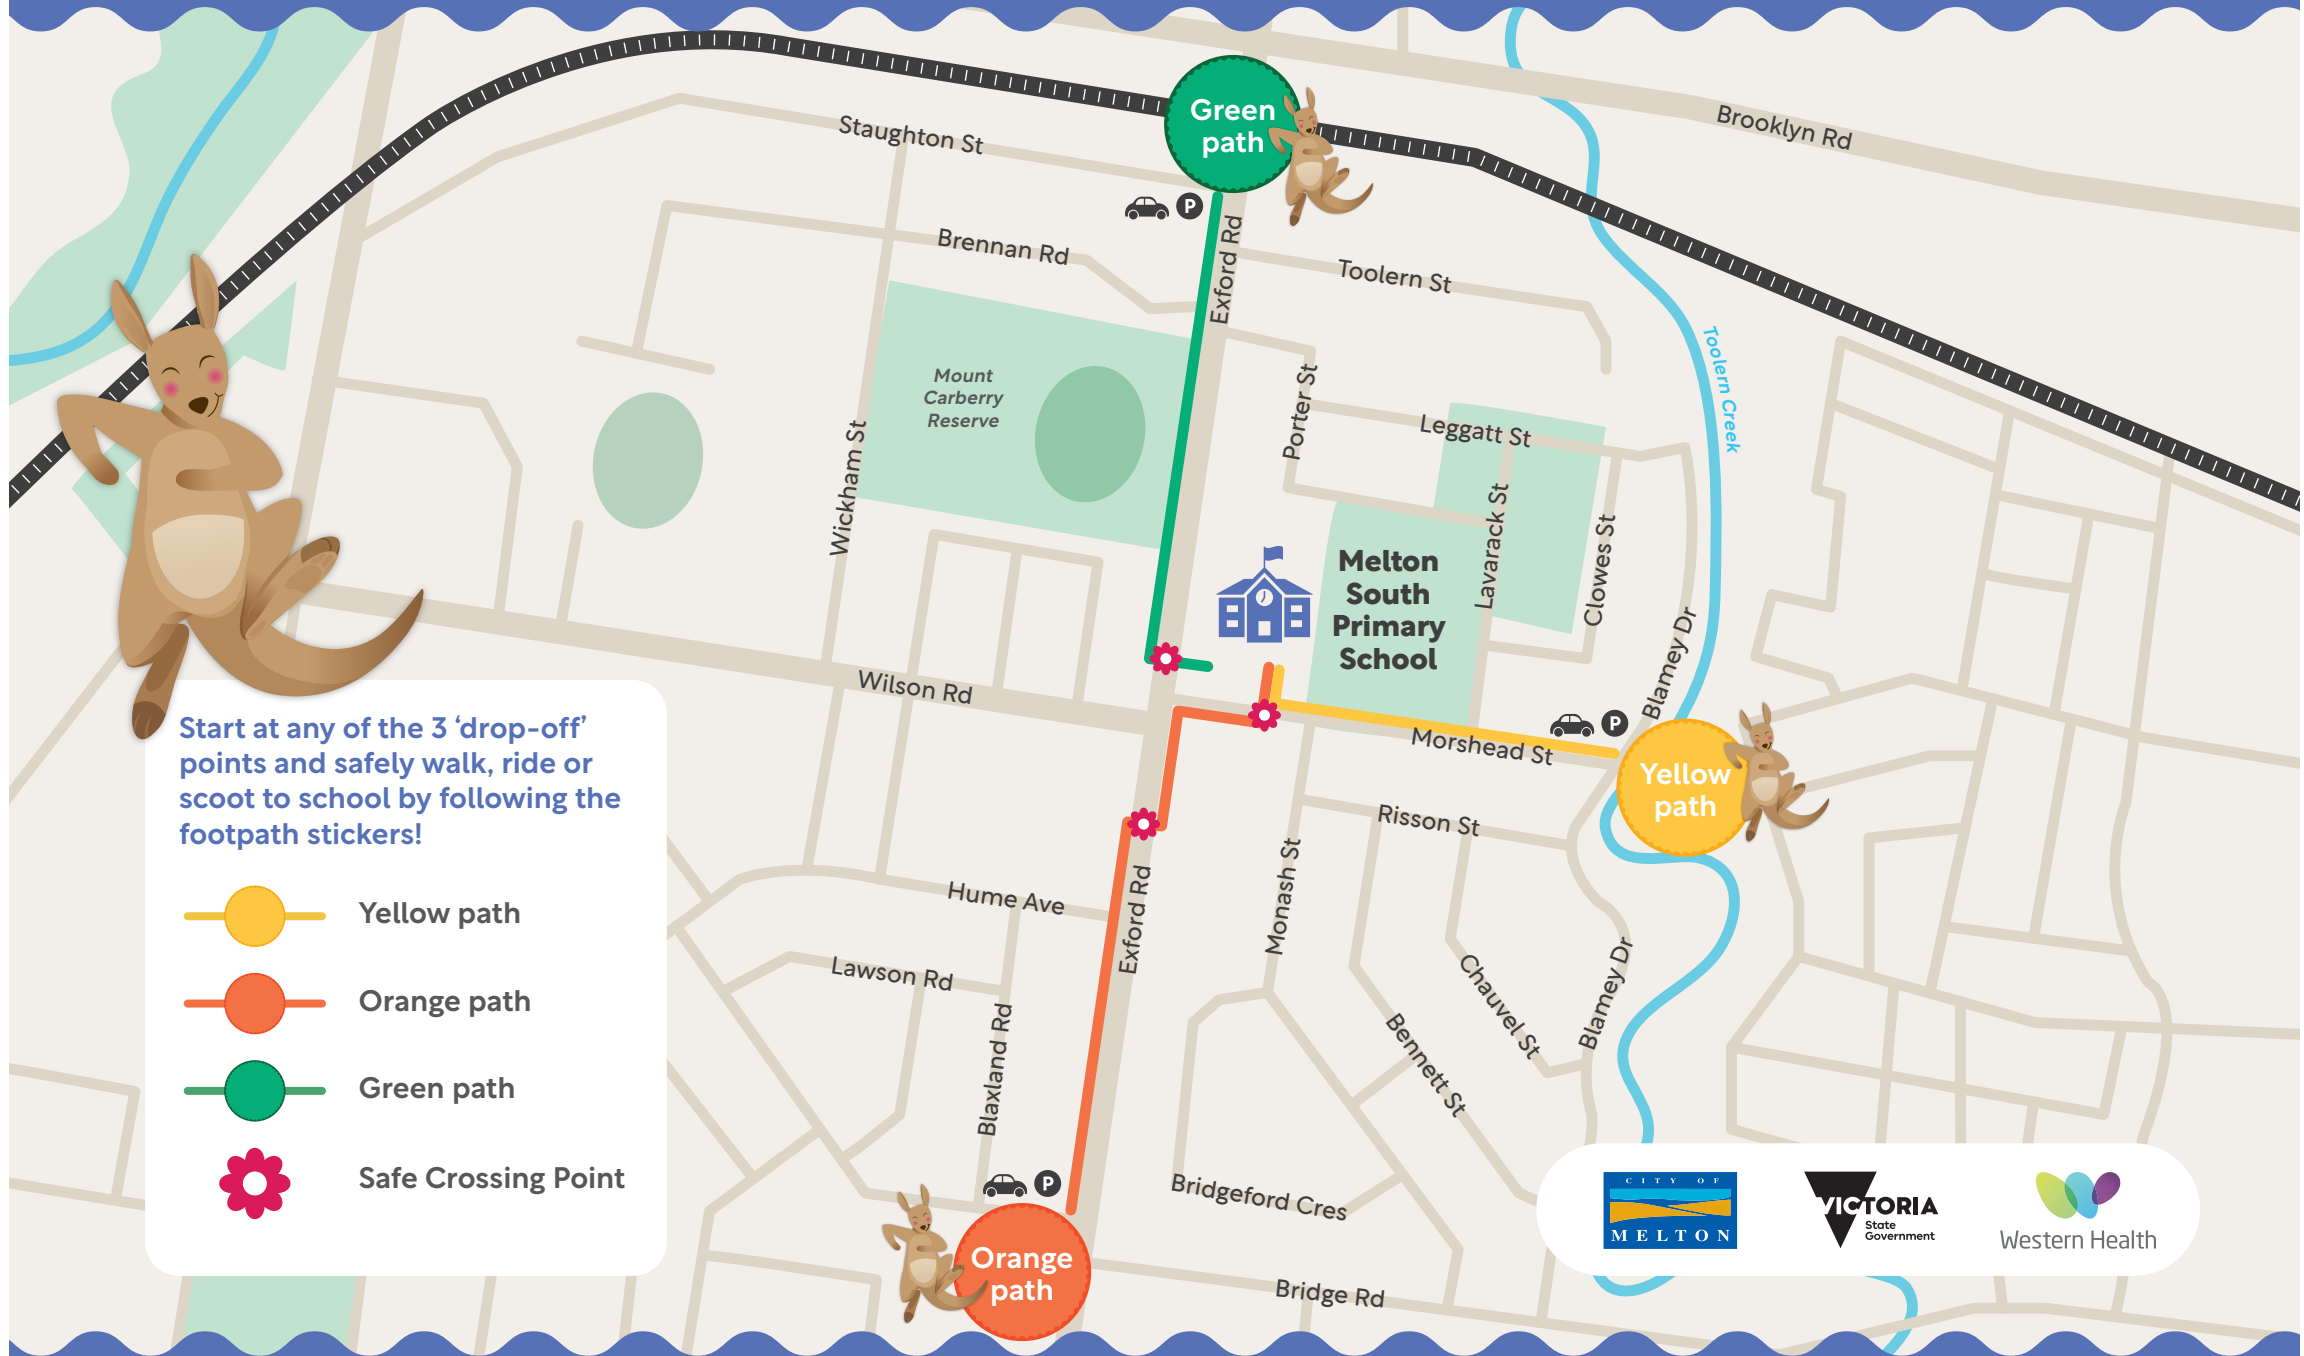 Green
path
Brooklyn Rd
Staughton St
P
Exford Rd
Brennan Rd
Toolern St
Toolern Creek
Mount
Carberry
Reserve
Porter St
Leggatt St
Wickham St
Lavarack St
Clowes St
Melton
South
Primary
School
Blamey Dr
Wilson Rd
P
Morshead St
Yellow
path
Start at any of the 3 ‘drop-off’
points and safely walk, ride or
scoot to school by following the
footpath stickers!
Yellow path
Orange path
Green path
Safe Crossing Point
Risson St
Monash St
Hume Ave
Exford Rd
Lawson Rd
Blaxland Rd
Chauvel St
Blamey Dr
Bennett St
P
Bridgeford Cres
Orange
path
Bridge Rd
CITY OF
MELTON
VICTORIA
State
Government
Western Health